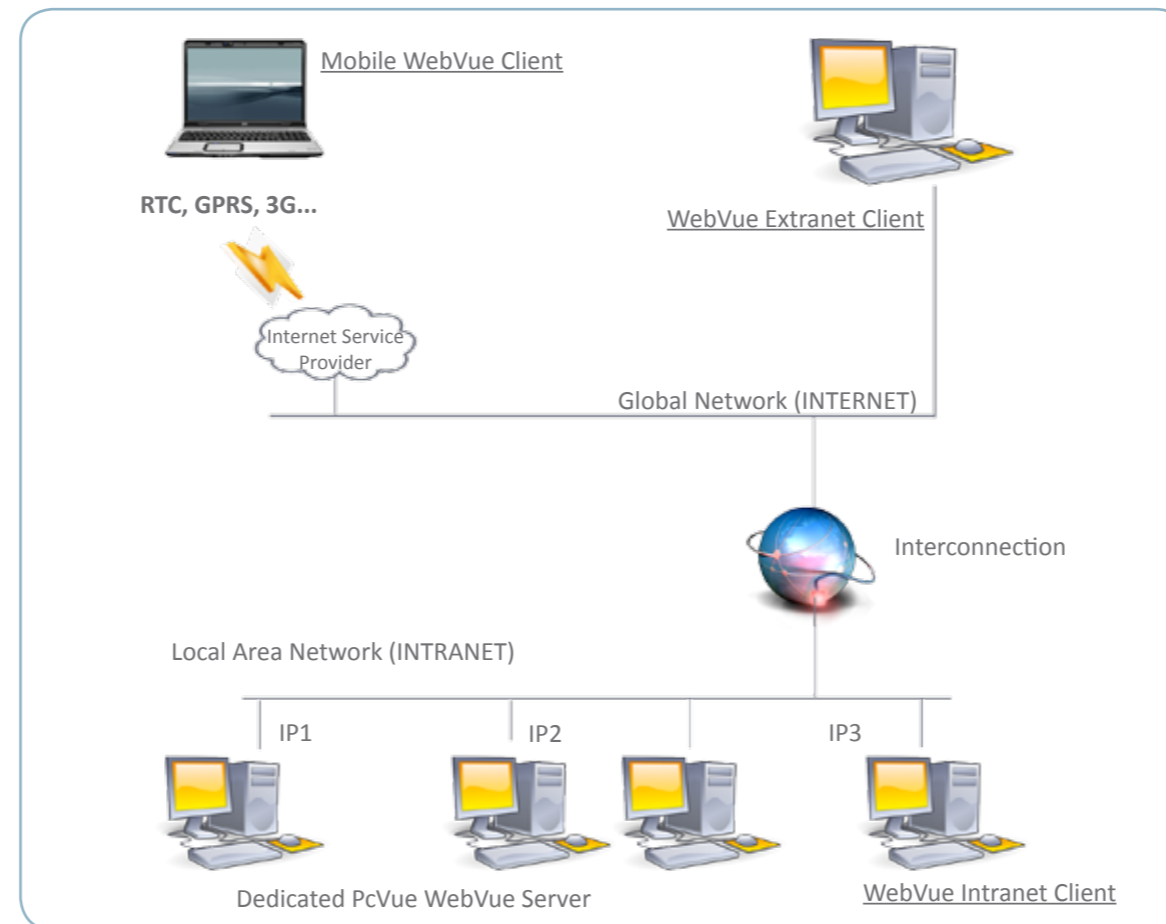 Mobile WebVue Client
RTC, GPRS, 3G...
WebVue Extranet Client
Internet Service
Provider
Global Network (INTERNET)
Interconnection
Local Area Network (INTRANET)
IP1
IP2
IP3
Dedicated PcVue WebVue Server
WebVue Intranet Client